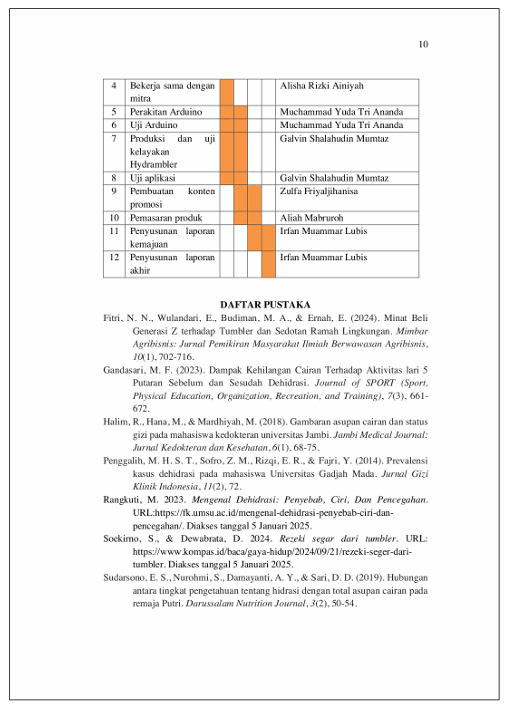 10
4 Bekerja sama dengan Alisha Rizki Ainiyah
mitra
5 Perakitan Arduino Muchammad Yuda Tri Ananda
6 Uji Arduino Muchammad Yuda Tri Ananda
7 Produksi dan uji Galvin Shalahudin Mumtaz
kelayakan
Hydrambler
8 Uji aplikasi Galvin Shalahudin Mumtaz
9 Pembuatan konten Zulfa Friyaljihanisa
promosi
10 Pemasaran produk Aliah Mabruroh
11 Penyusunan laporan Irfan Muammar Lubis
kemajuan
12 Penyusunan laporan Irfan Muammar Lubis
akhir
DAFTAR PUSTAKA
Fitri, N. N., Wulandari, E., Budiman, M. A., & Ernah, E. (2024). Minat Beli
Generasi Z terhadap Tumbler dan Sedotan Ramah Lingkungan. Mimbar
Agribisnis: Jurnal Pemikiran Masyarakat Ilmiah Berwawasan Agribisnis,
10(1), 702-716.
Gandasari, M. F. (2023). Dampak Kehilangan Cairan Terhadap Aktivitas lari 5
Putaran Sebelum dan Sesudah Dehidrasi. Journal of SPORT (Sport,
Physical Education, Organization, Recreation, and Training), 7(3), 661-
672.
Halim, R., Hana, M., & Mardhiyah, M. (2018). Gambaran asupan cairan dan status
gizi pada mahasiswa kedokteran universitas Jambi. Jambi Medical Journal:
Jurnal Kedokteran dan Kesehatan, 6(1), 68-75.
Penggalih, M. H. S. T., Sofro, Z. M., Rizqi, E. R., & Fajri, Y. (2014). Prevalensi
kasus dehidrasi pada mahasiswa Universitas Gadjah Mada. Jurnal Gizi
Klinik Indonesia, 11(2), 72.
Rangkuti, M. 2023. Mengenal Dehidrasi: Penyebab, Ciri, Dan Pencegahan.
URL:https://fk.umsu.ac.id/mengenal-dehidrasi-penyebab-ciri-dan-
pencegahan/. Diakses tanggal 5 Januari 2025.
Soekirno, S., & Dewabrata, D. 2024. Rezeki segar dari tumbler. URL:
https://www.kompas.id/baca/gaya-hidup/2024/09/21/rezeki-seger-dari-
tumbler. Diakses tanggal 5 Januari 2025.
Sudarsono, E. S., Nurohmi, S., Damayanti, A. Y., & Sari, D. D. (2019). Hubungan
antara tingkat pengetahuan tentang hidrasi dengan total asupan cairan pada
remaja Putri. Darussalam Nutrition Journal, 3(2), 50-54.